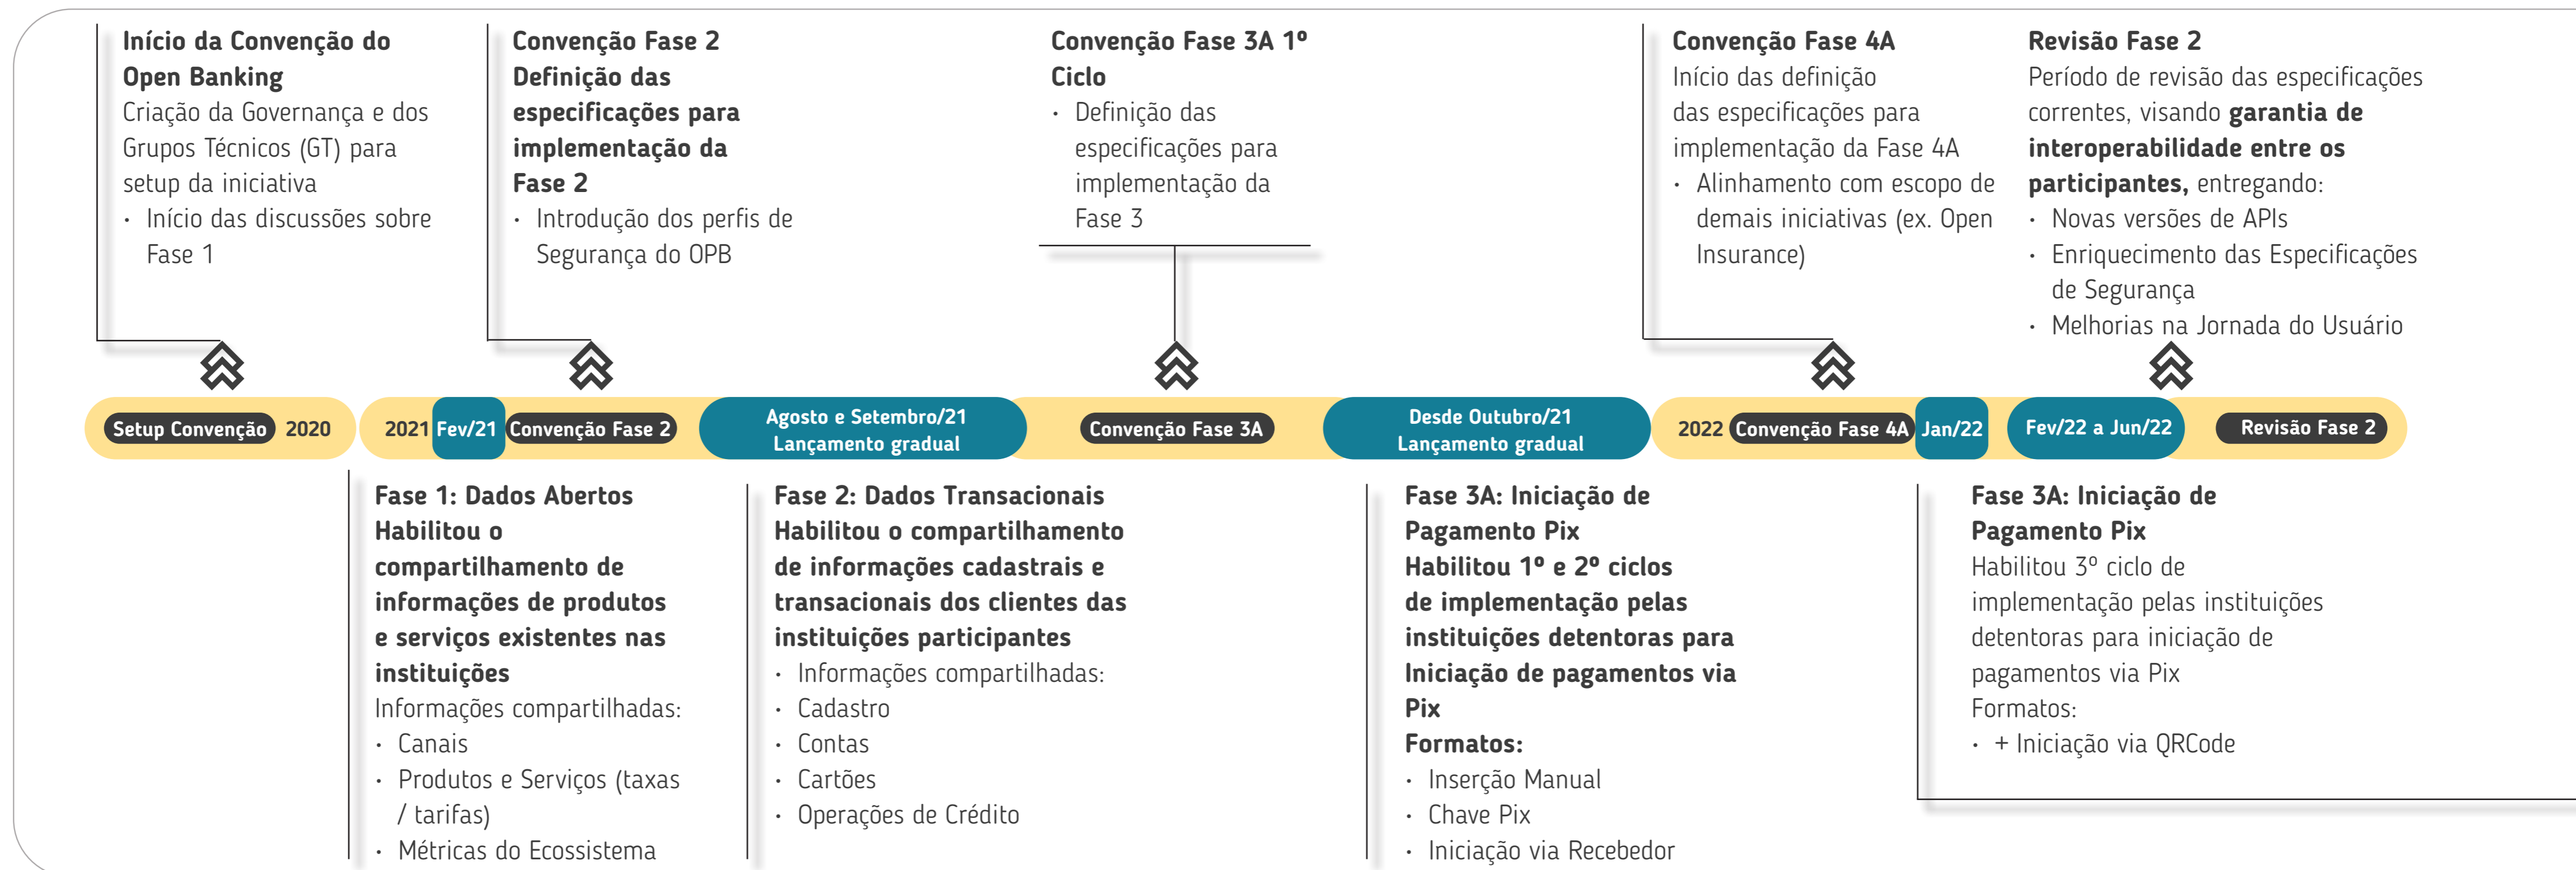 Início da Convenção do
Open Banking
Criação da Governança e dos
Grupos Técnicos (GT) para
setup da iniciativa
· Início das discussões sobre
Fase 1
Convenção Fase 2
Definição das
especificações para
implementação da
Fase 2
· Introdução dos perfis de
Segurança do OPB
Convenção Fase 3A 1º
Ciclo
· Definição das
especificações para
implementação da
Fase 3
Convenção Fase 4A
Início das definição
das especificações para
implementação da Fase 4A
· Alinhamento com escopo de
demais iniciativas (ex. Open
Insurance)
Revisão Fase 2
Período de revisão das especificações
correntes, visando garantia de
interoperabilidade entre os
participantes, entregando:
· Novas versões de APIs
· Enriquecimento das Especificações
de Segurança
· Melhorias na Jornada do Usuário
Setup Convenção 2020
2021 Fev/21 Convenção Fase 2
Agosto e Setembro/21
Lançamento gradual
Convenção Fase 3A
Desde Outubro/21
Lançamento gradual
2022 Convenção Fase 4A Jan/22
Fev/22 a Jun/22
Revisão Fase 2
Fase 1: Dados Abertos
Habilitou o
compartilhamento de
informações de produtos
e serviços existentes nas
instituições
Informações compartilhadas:
· Canais
· Produtos e Serviços (taxas
/ tarifas)
· Métricas do Ecossistema
Fase 2: Dados Transacionais
Habilitou o compartilhamento
de informações cadastrais e
transacionais dos clientes das
instituições participantes
· Informações compartilhadas:
· Cadastro
· Contas
· Cartões
· Operações de Crédito
Fase 3A: Iniciação de
Pagamento Pix
Habilitou 1º e 2º ciclos
de implementação pelas
instituições detentoras para
Iniciação de pagamentos via
Pix
Formatos:
· Inserção Manual
· Chave Pix
· Iniciação via Recebedor
Fase 3A: Iniciação de
Pagamento Pix
Habilitou 3º ciclo de
implementação pelas instituições
detentoras para iniciação de
pagamentos via Pix
Formatos:
· + Iniciação via QRCode